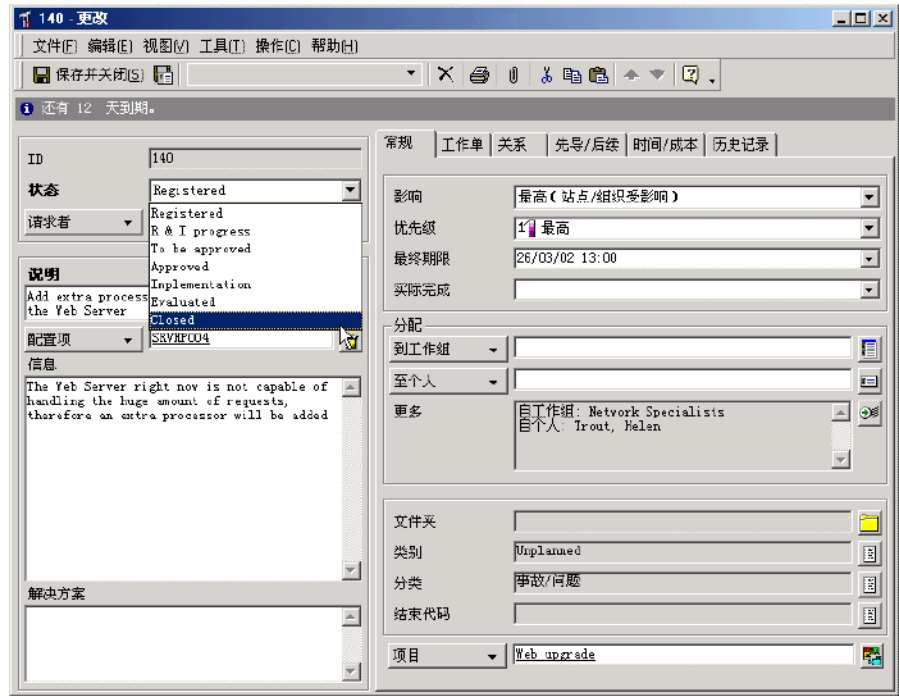 140 - 更改
文件(F) 编辑(E) 视图(V) 工具(T) 操作(C) 帮助(H)
保存并关闭(S)
还有 12 天到期。
ID
140
状态
Registered
请求者
Registered
R & I progress
To be approved
Approved
Implementation
Evaluated
Closed
说明
Add extra process
the Web Server
配置项
SRVHP004
信息
The Web Server right now is not capable of
handling the huge amount of requests,
therefore an extra processor will be added
解决方案
常规 工作单 关系 先导/后续 时间/成本 历史记录
影响
最高(站点/组织受影响)
优先级
1 最高
最终期限
26/03/02 13:00
实际完成
分配
到工作组
至个人
更多
自工作组: Network Specialists
自个人: Trout, Helen
文件夹
类别
Unplanned
分类
事故/问题
结束代码
项目
Web upgrade